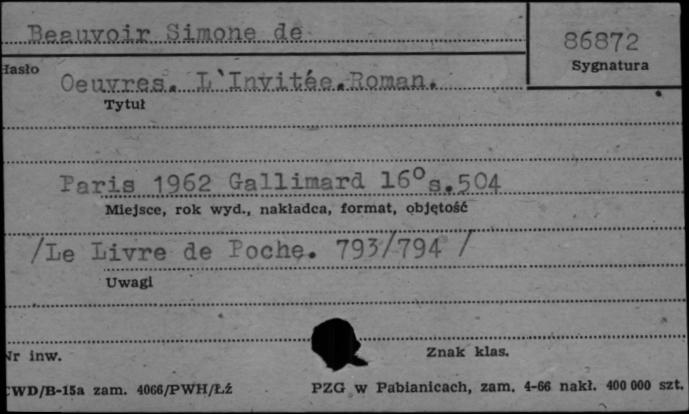 Beauvoir Simone de
86872
Hasło
Sygnatura
Oeuvres. L'Invitée.Roman.
Tytuł
Paris 1962 Gallimard 16° s.504
Miejsce, rok wyd., nakładca, format, objętość
/Le Livre de Poche. 793/794 /
Uwagi
Nr inw.
Znak klas.
CWD/B-15a zam. 4066/PWH/Łź
PZG w Pabianicach, zam. 4-66 nakł. 400 000 szt.